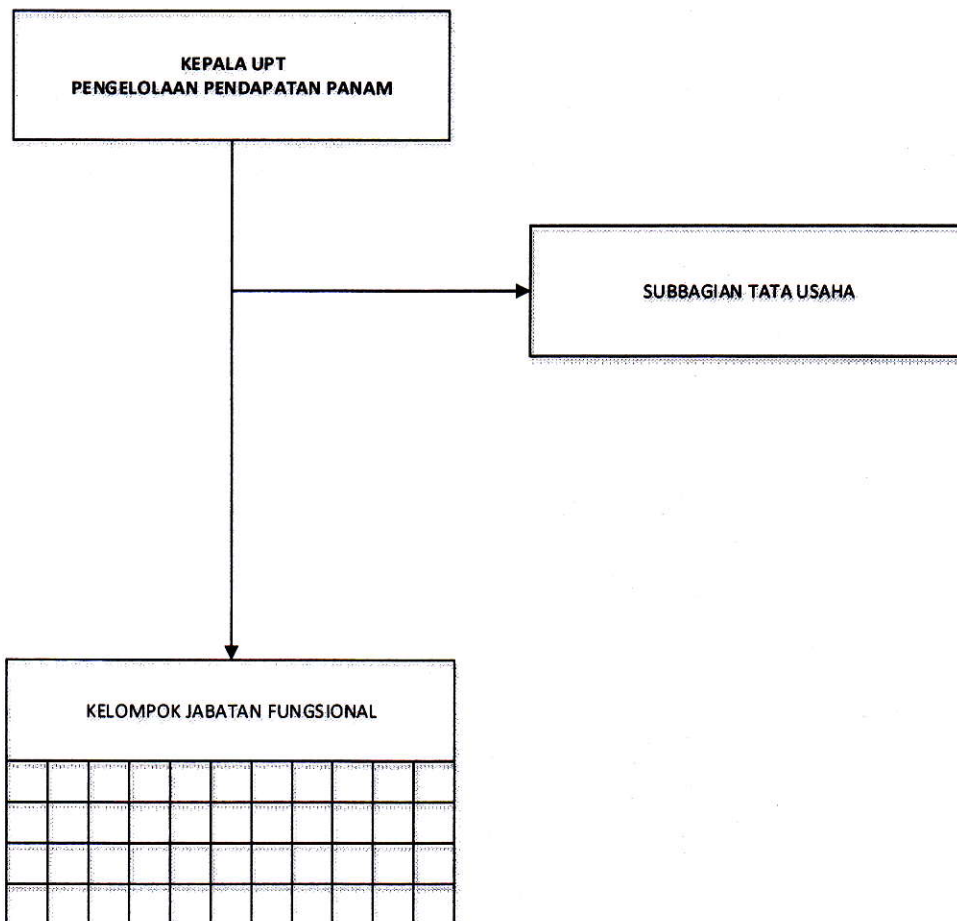 KEPALA UPT
PENGELOLAAN PENDAPATAN PANAM
SUBBAGIAN TATA USAHA
KELOMPOK JABATAN FUNGSIONAL